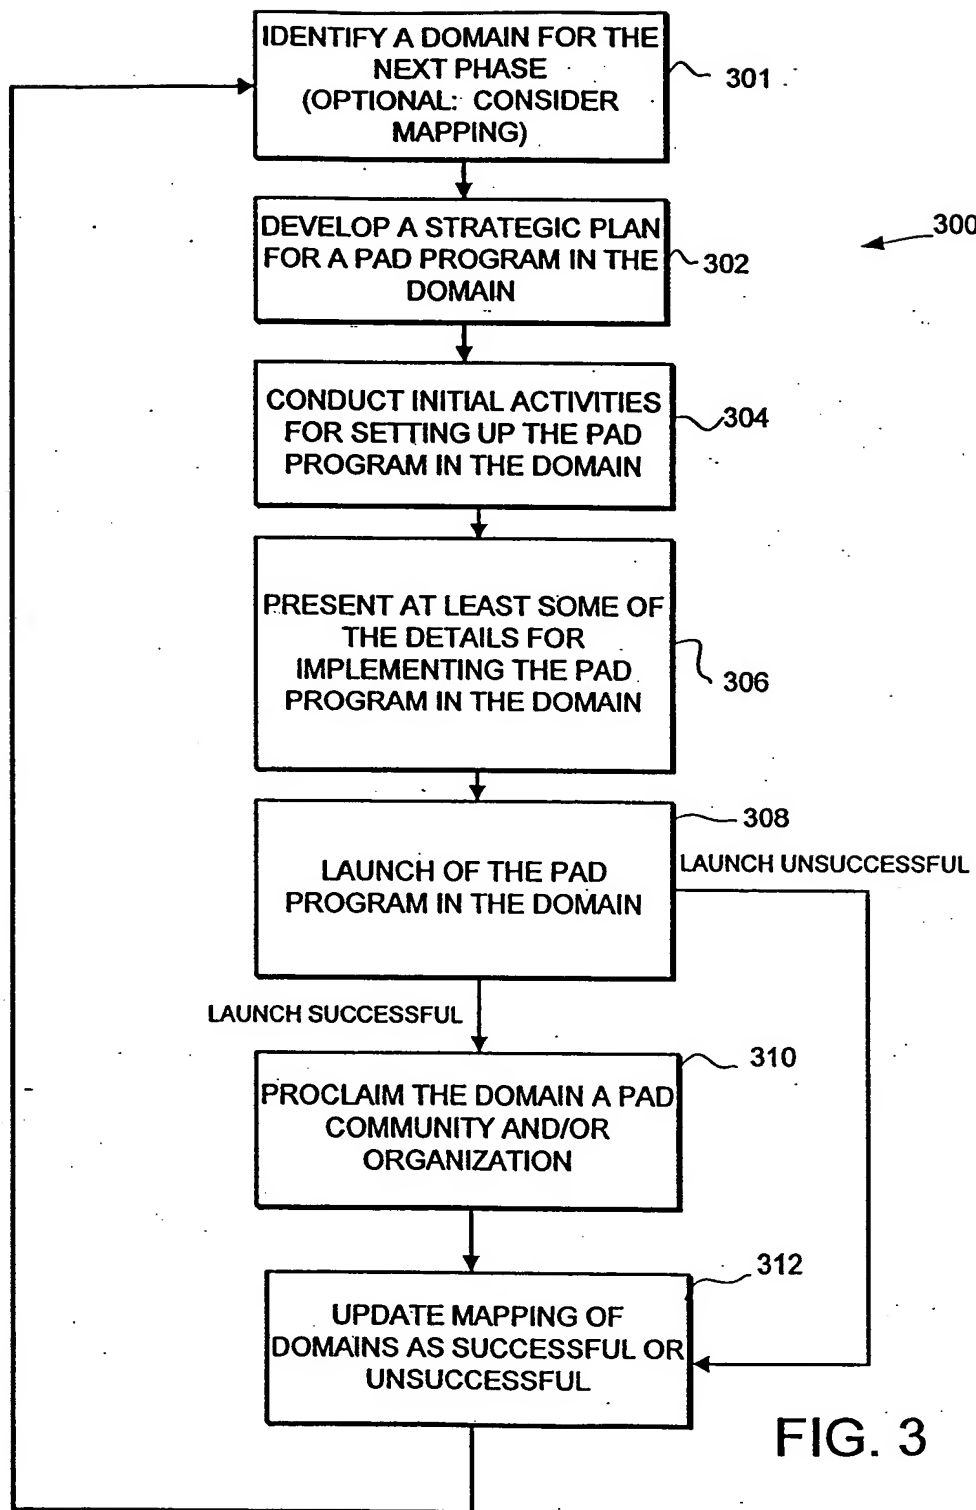 IDENTIFY A DOMAIN FOR THE
NEXT PHASE
(OPTIONAL: CONSIDER
MAPPING)
301
DEVELOP A STRATEGIC PLAN
FOR A PAD PROGRAM IN THE
DOMAIN
302
300
CONDUCT INITIAL ACTIVITIES
FOR SETTING UP THE PAD
PROGRAM IN THE DOMAIN
304
PRESENT AT LEAST SOME OF
THE DETAILS FOR
IMPLEMENTING THE PAD
PROGRAM IN THE DOMAIN
306
308
LAUNCH OF THE PAD
PROGRAM IN THE DOMAIN
LAUNCH UNSUCCESSFUL
LAUNCH SUCCESSFUL
310
PROCLAIM THE DOMAIN A PAD
COMMUNITY AND/OR
ORGANIZATION
312
UPDATE MAPPING OF
DOMAINS AS SUCCESSFUL OR
UNSUCCESSFUL
FIG. 3